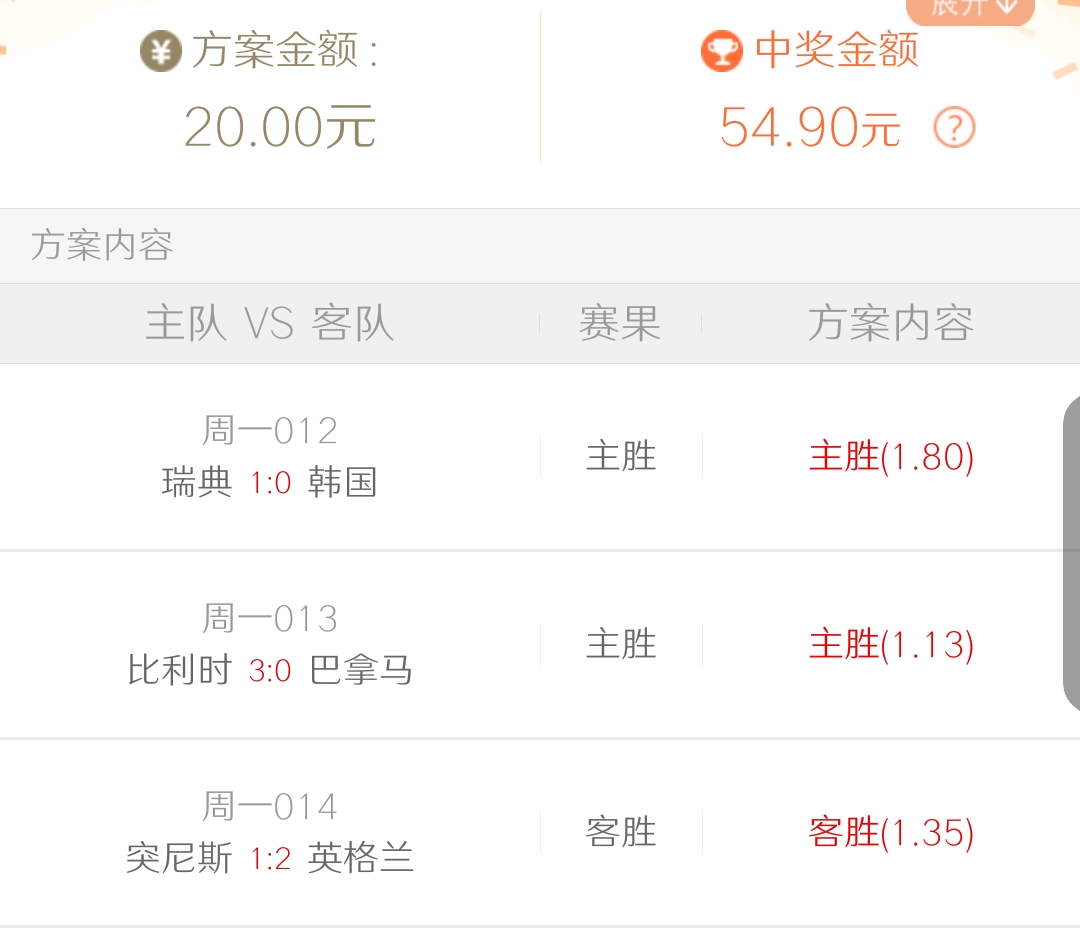 展开
方案金额：
中奖金额
20.00元
54.90元
方案内容
主队 VS 客队
赛果
方案内容
周一012
瑞典 1:0 韩国
主胜
主胜(1.80)
周一013
比利时 3:0 巴拿马
主胜
主胜(1.13)
周一014
突尼斯 1:2 英格兰
客胜
客胜(1.35)